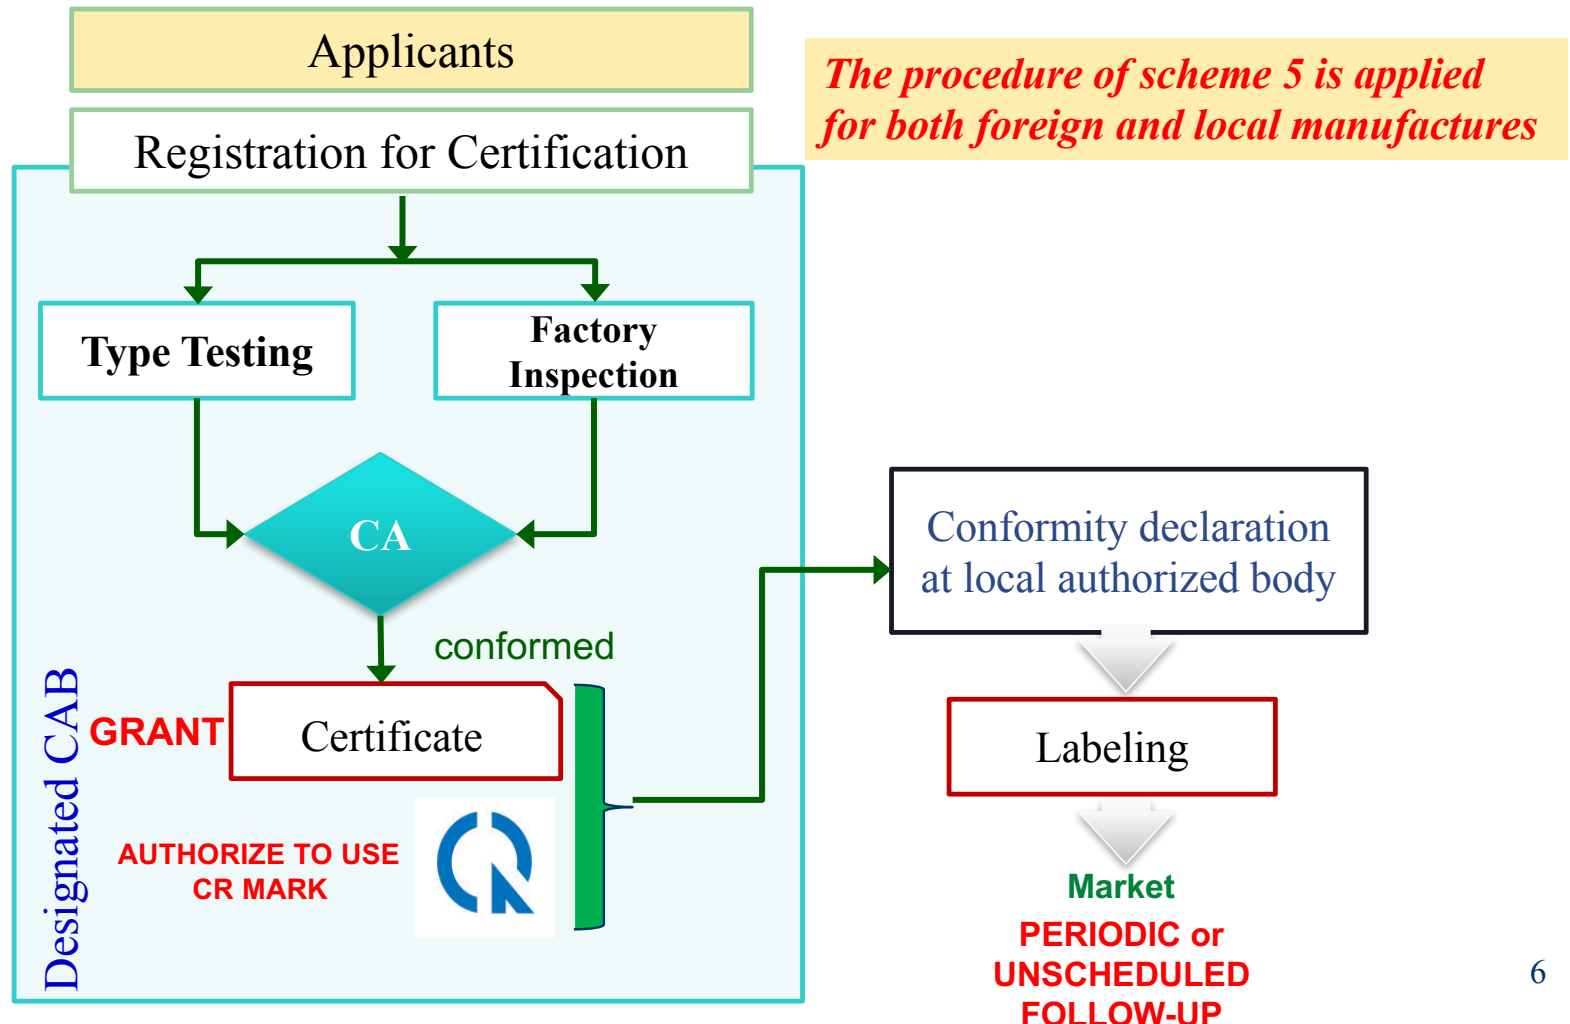 Applicants
The procedure of scheme 5 is applied
for both foreign and local manufactures
Registration for Certification
Type Testing
Factory
Inspection
CA
conformed
Designated CAB
GRANT
Certificate
AUTHORIZE TO USE
CR MARK
Conformity declaration
at local authorized body
Labeling
Market
PERIODIC or
UNSCHEDULED
FOLLOW-UP
6